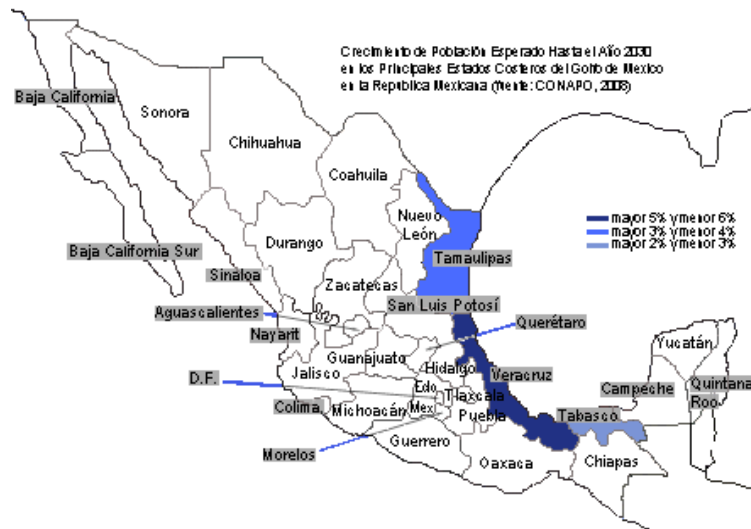 Crecimiento de Población Esperado Hasta el Año 2030
en los Principales Estados Costeros del Golfo de Mexico
en la Republica Mexicana (fuente: CONAPO, 2008)
Baja California
Sonora
Chihuahua
Coahuila
Nuevo
León
mayor 5% y menor 6%
mayor 3% y menor 4%
mayor 2% y menor 3%
Durango
Baja California Sur
Tamaulipas
Sinaloa
Zacatecas
San Luis Potosí
Aguascalientes
Querétaro
Nayarit
Yucatán
Guanajuato
Hidalgo
Jalisco
Veracruz
D.F.
Edo
Mex
Tlaxcala
Campeche
Quintana
Roo
Colima
Michoacán
Puebla
Tabasco
Morelos
Guerrero
Oaxaca
Chiapas